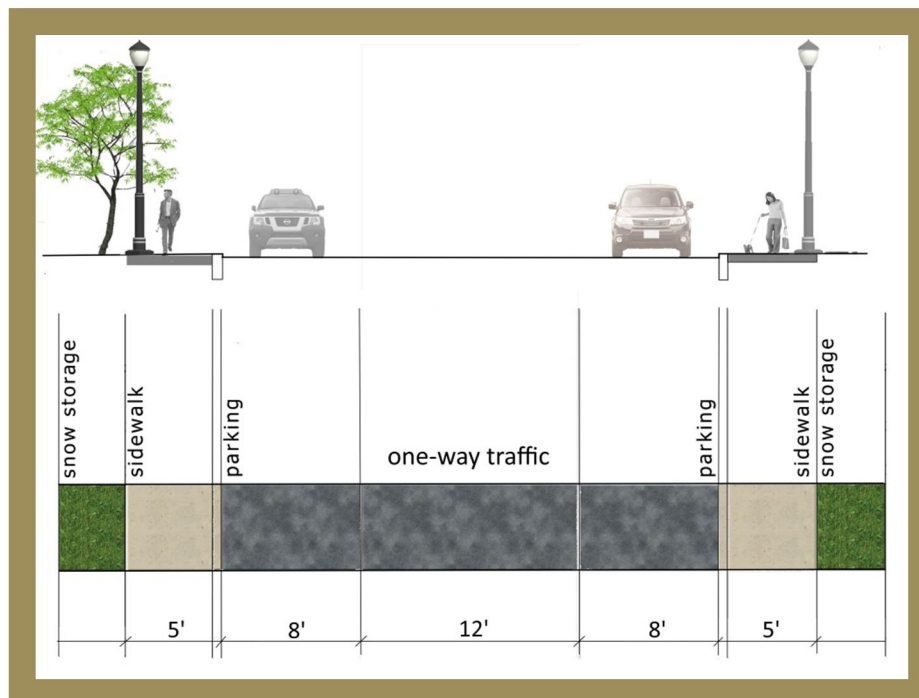 snow storage
sidewalk
parking
one-way traffic
parking
sidewalk
snow storage
5'
8'
12'
8'
5'